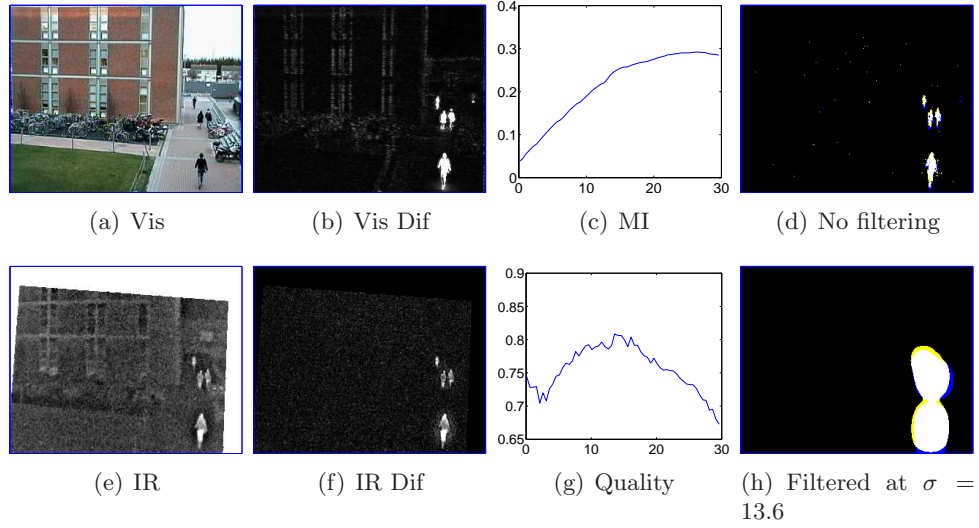 0.4
0.3
0.2
0.1
0
0 10 20 30
(a) Vis
(b) Vis Dif
(c) MI
(d) No filtering
0.9
0.85
0.8
0.75
0.7
0.65
0 10 20 30
(e) IR
(f) IR Dif
(g) Quality
(h) Filtered at σ =
13.6